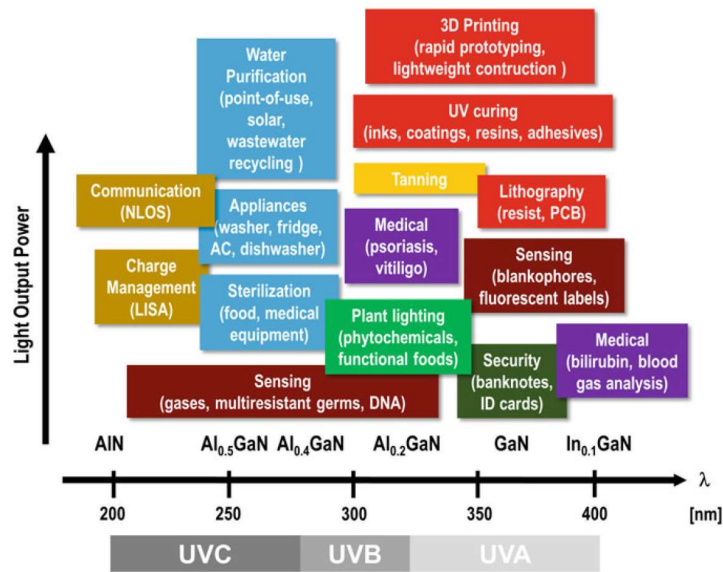 3D Printing
(rapid prototyping,
lightweight contruction )
Water
Purification
(point-of-use,
solar,
wastewater
recycling )
UV curing
(inks, coatings, resins, adhesives)
Tanning
Communication
(NLOS)
Appliances
(washer, fridge,
AC, dishwasher)
Lithography
(resist, PCB)
Medical
(psoriasis,
vitiligo)
Sensing
(blankophores,
fluorescent labels)
Charge
Management
(LISA)
Sterilization
(food, medical
equipment)
Plant lighting
(phytochemicals,
functional foods)
Security
(banknotes,
ID cards)
Medical
(bilirubin, blood
gas analysis)
Sensing
(gases, multiresistant germs, DNA)
Light Output Power
AlN Al0.5GaN Al0.4GaN Al0.2GaN GaN In0.1GaN
λ
200 250 300 350 400 [nm]
UVC UVB UVA